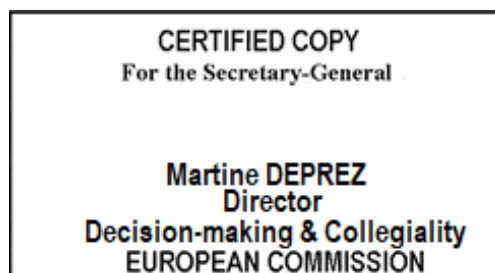 CERTIFIED COPY
For the Secretary-General
Martine DEPREZ
Director
Decision-making & Collegiality
EUROPEAN COMMISSION